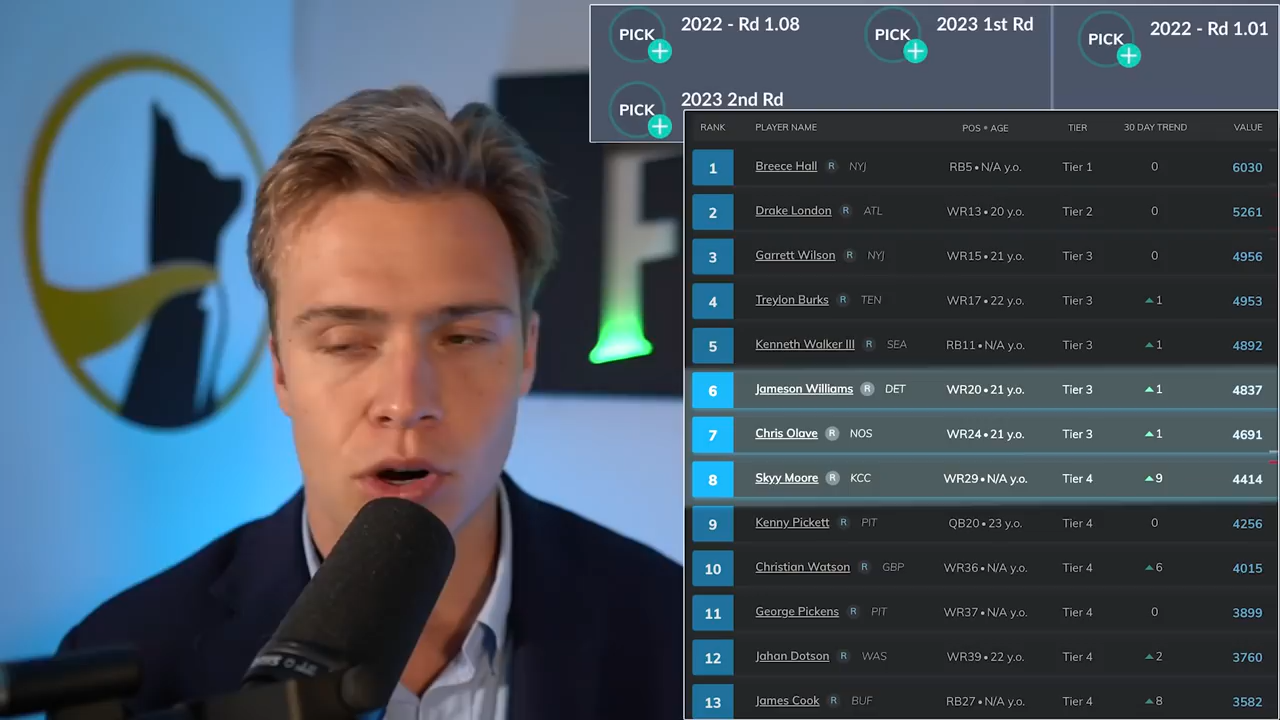 PICK 2022 - Rd 1.08 PICK 2023 1st Rd PICK 2022 - Rd 1.01
PICK 2023 2nd Rd
RANK PLAYER NAME POS • AGE TIER 30 DAY TREND VALUE
1 Breece Hall R NYJ RB5 • N/A y.o. Tier 1 0 6030
2 Drake London R ATL WR13 • 20 y.o. Tier 2 0 5261
3 Garrett Wilson R NYJ WR15 • 21 y.o. Tier 3 0 4956
4 Treylon Burks R TEN WR17 • 22 y.o. Tier 3 1 4953
5 Kenneth Walker III R SEA RB11 • N/A y.o. Tier 3 1 4892
6 Jameson Williams R DET WR20 • 21 y.o. Tier 3 1 4837
7 Chris Olave R NOS WR24 • 21 y.o. Tier 3 1 4691
8 Skyy Moore R KCC WR29 • N/A y.o. Tier 4 9 4414
9 Kenny Pickett R PIT QB20 • 23 y.o. Tier 4 0 4256
10 Christian Watson R GBP WR36 • N/A y.o. Tier 4 6 4015
11 George Pickens R PIT WR37 • N/A y.o. Tier 4 0 3899
12 Jahan Dotson R WAS WR39 • 22 y.o. Tier 4 2 3760
13 James Cook R BUF RB27 • N/A y.o. Tier 4 8 3582